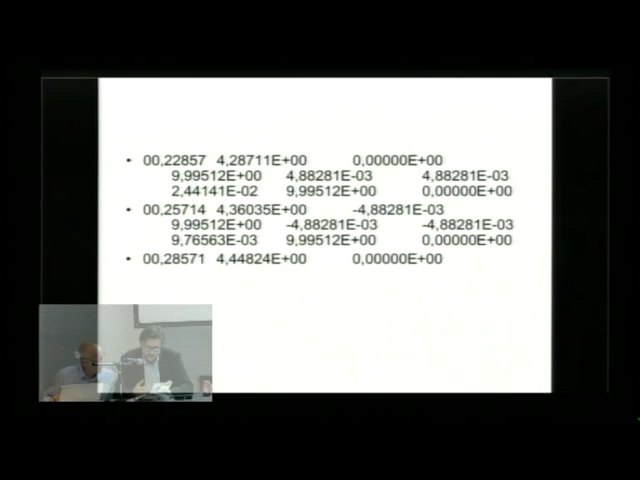 • 00,22857 4,28711E+00 0,00000E+00
9,99512E+00 4,88281E-03 4,88281E-03
2,44141E-02 9,99512E+00 0,00000E+00
• 00,25714 4,36035E+00 -4,88281E-03
9,99512E+00 -4,88281E-03 -4,88281E-03
9,76563E-03 9,99512E+00 0,00000E+00
• 00,28571 4,44824E+00 0,00000E+00